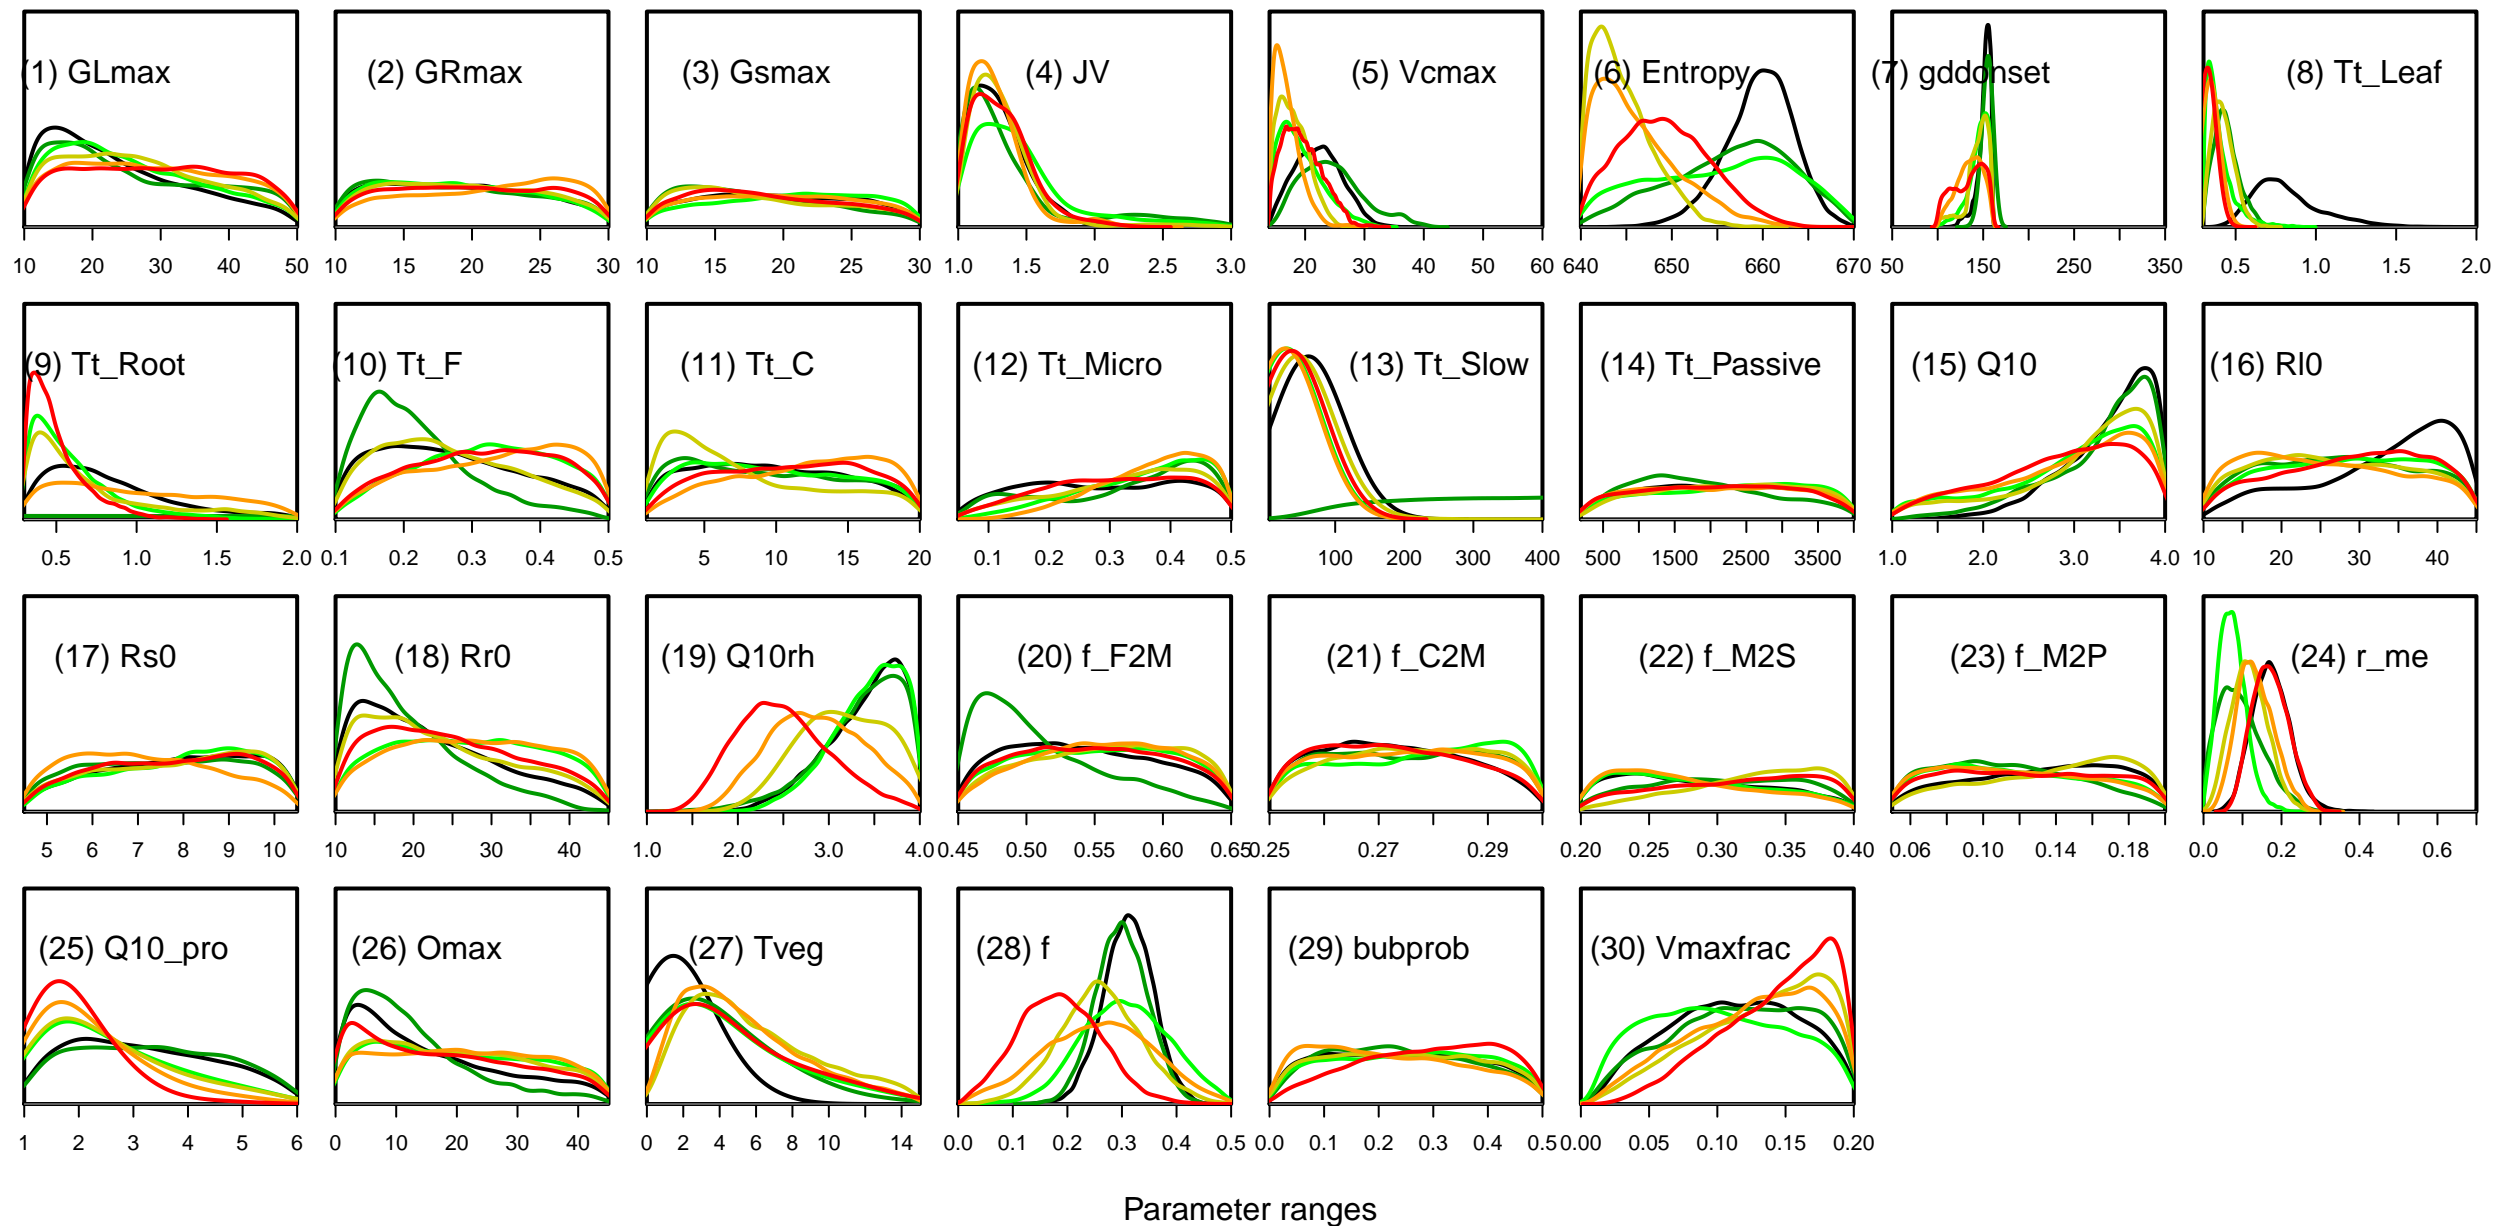 (1) GLmax (2) GRmax (3) Gsmax (4) JV (5) Vcmax (6) Entropy (7) gddonset (8) Tt_Leaf
10 20 30 40 50 10 15 20 25 30 10 15 20 25 30 1.0 1.5 2.0 2.5 3.0 20 30 40 50 60 640 650 660 670 50 150 250 350 0.5 1.0 1.5 2.0
(9) Tt_Root (10) Tt_F (11) Tt_C (12) Tt_Micro (13) Tt_Slow (14) Tt_Passive (15) Q10 (16) Rl0
0.5 1.0 1.5 2.0 0.1 0.2 0.3 0.4 0.5 5 10 15 20 0.1 0.2 0.3 0.4 0.5 100 200 300 400 500 1500 2500 3500 1.0 2.0 3.0 4.0 10 20 30 40
(17) Rs0 (18) Rr0 (19) Q10rh (20) f_F2M (21) f_C2M (22) f_M2S (23) f_M2P (24) r_me
5 6 7 8 9 10 10 20 30 40 1.0 2.0 3.0 4.0 0.45 0.50 0.55 0.60 0.65 0.25 0.27 0.29 0.20 0.25 0.30 0.35 0.40 0.06 0.10 0.14 0.18 0.0 0.2 0.4 0.6
(25) Q10_pro (26) Omax (27) Tveg (28) f (29) bubprob (30) Vmaxfrac
1 2 3 4 5 6 0 10 20 30 40 0 2 4 6 8 10 14 0.0 0.1 0.2 0.3 0.4 0.5 0.0 0.1 0.2 0.3 0.4 0.5 0.00 0.05 0.10 0.15 0.20
Parameter ranges